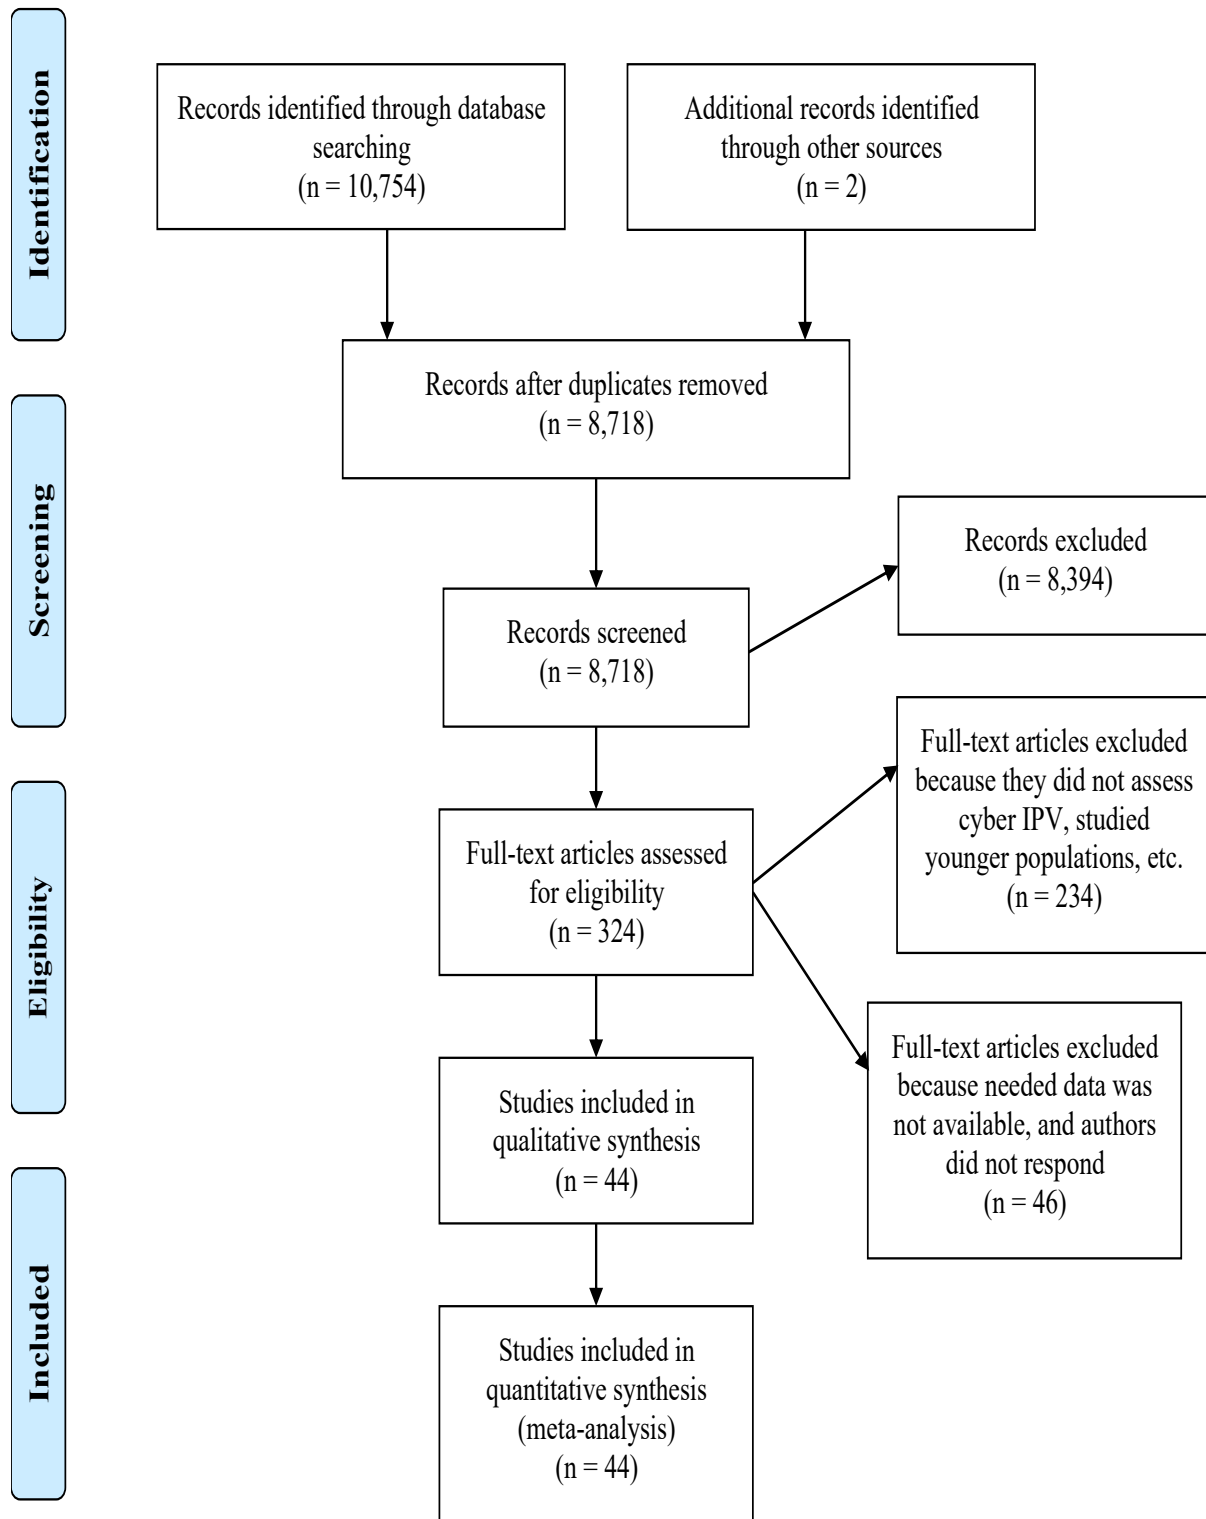 Identification
Records identified through database
searching
(n = 10,754)
Additional records identified
through other sources
(n = 2)
Records after duplicates removed
(n = 8,718)
Screening
Records screened
(n = 8,718)
Records excluded
(n = 8,394)
Eligibility
Full-text articles assessed
for eligibility
(n = 324)
Full-text articles excluded
because they did not assess
cyber IPV, studied
younger populations, etc.
(n = 234)
Full-text articles excluded
because needed data was
not available, and authors
did not respond
(n = 46)
Studies included in
qualitative synthesis
(n = 44)
Included
Studies included in
quantitative synthesis
(meta-analysis)
(n = 44)